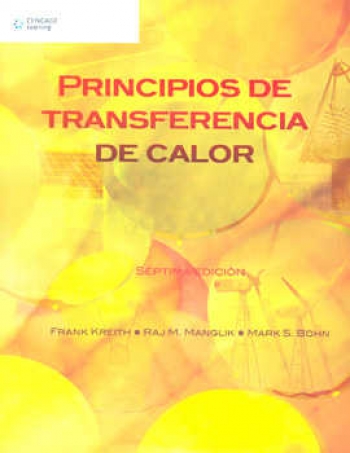 CENGAGE
Learning
PRINCIPIOS DE
TRANSFERENCIA
DE CALOR
SÉPTIMA EDICIÓN
FRANK KREITH • RAJ M. MANGLIK • MARK S. BOHN